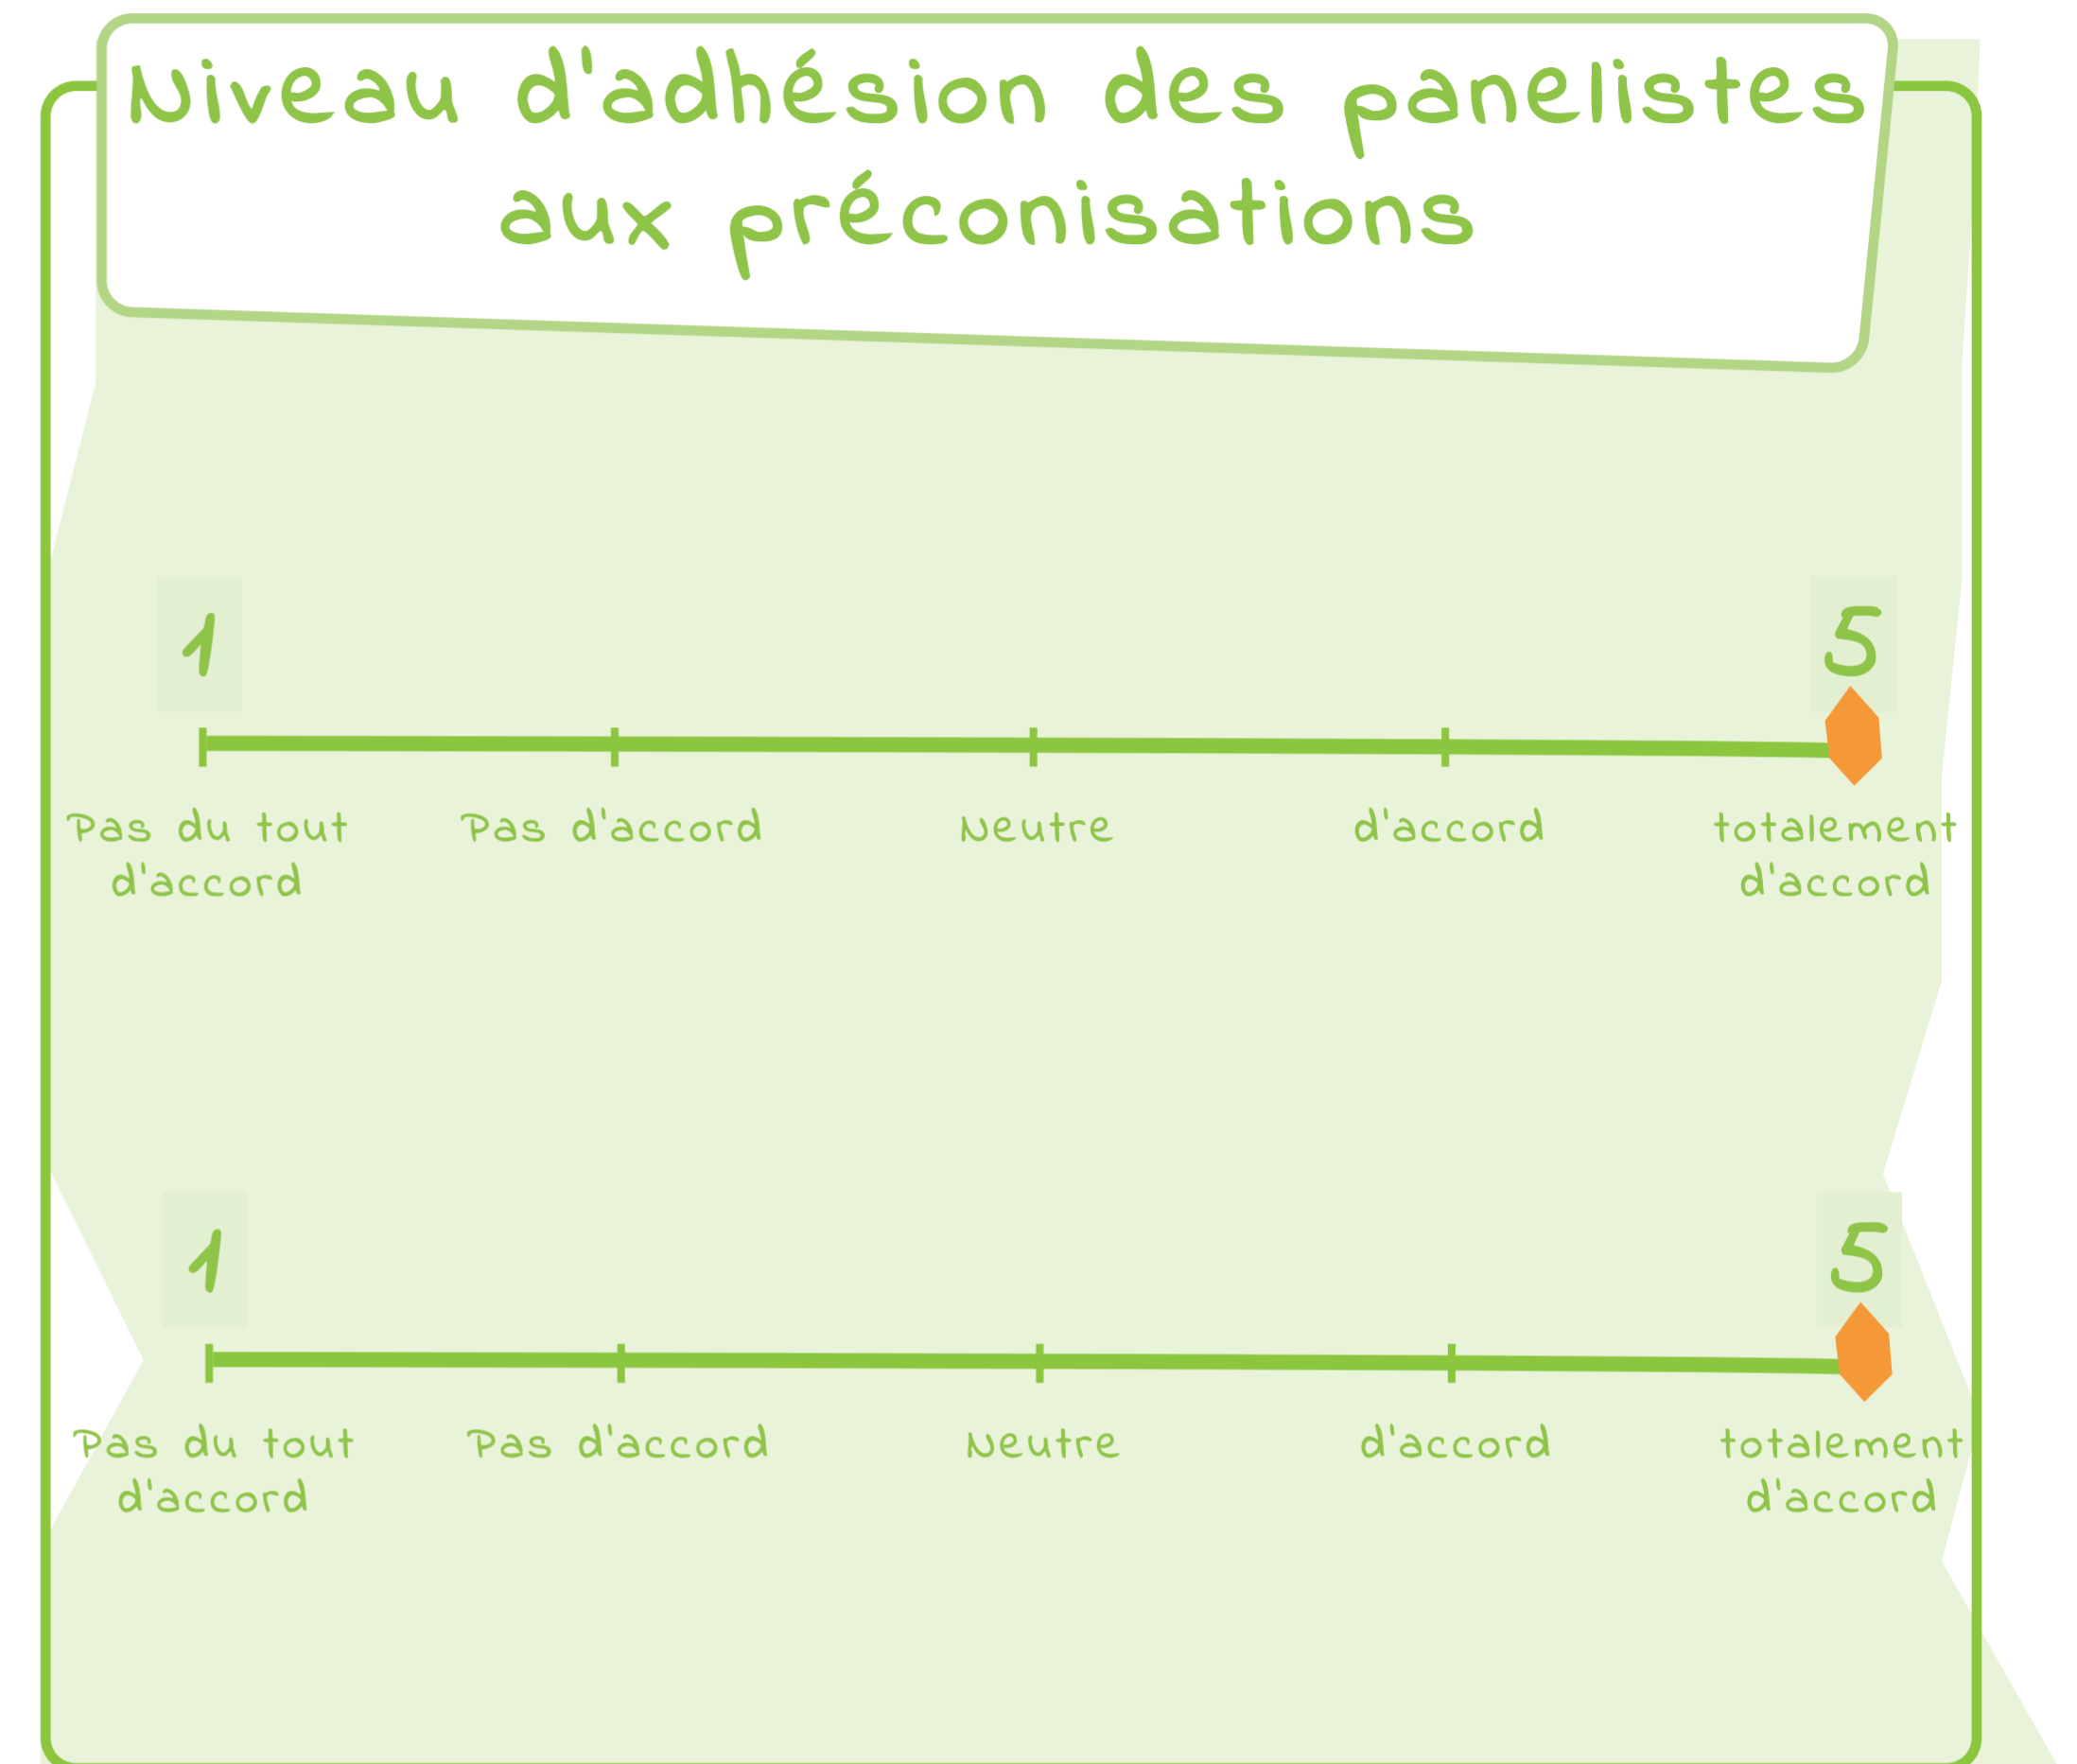 Niveau d'adhésion des panelistes
aux préconisations
1
5
Pas du tout
d'accord
Pas d'accord
Neutre
d'accord
totalement
d'accord
1
5
Pas du tout
d'accord
Pas d'accord
Neutre
d'accord
totalement
d'accord